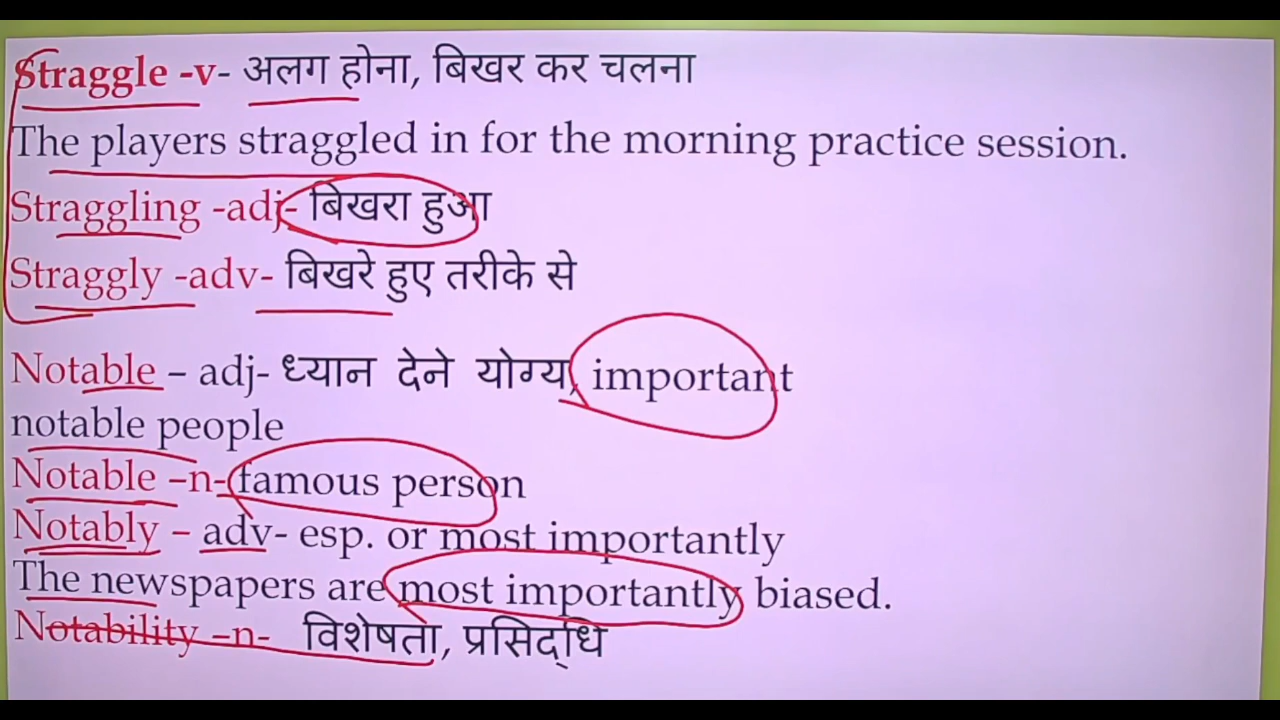 Straggle -v- अलग होना, बिखर कर चलना
The players straggled in for the morning practice session.
Straggling -adj- बिखरा हुआ
Straggly -adv- बिखरे हुए तरीके से
Notable – adj- ध्यान देने योग्य, important
notable people
Notable –n- famous person
Notably – adv- esp. or most importantly
The newspapers are most importantly biased.
Notability –n- विशेषता, प्रसिद्धि